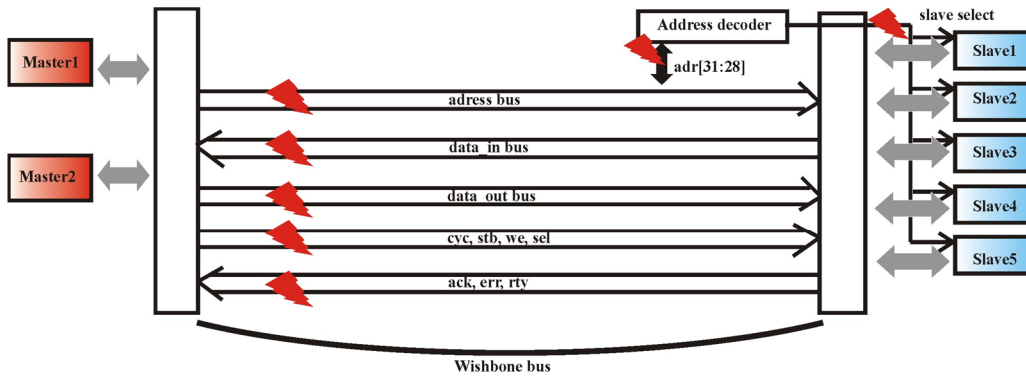 Address decoder
slave select
Master1
Slave1
adr[31:28]
adress bus
Slave2
data_in bus
Slave3
Master2
data_out bus
Slave4
cyc, stb, we, sel
Slave5
ack, err, rty
Wishbone bus